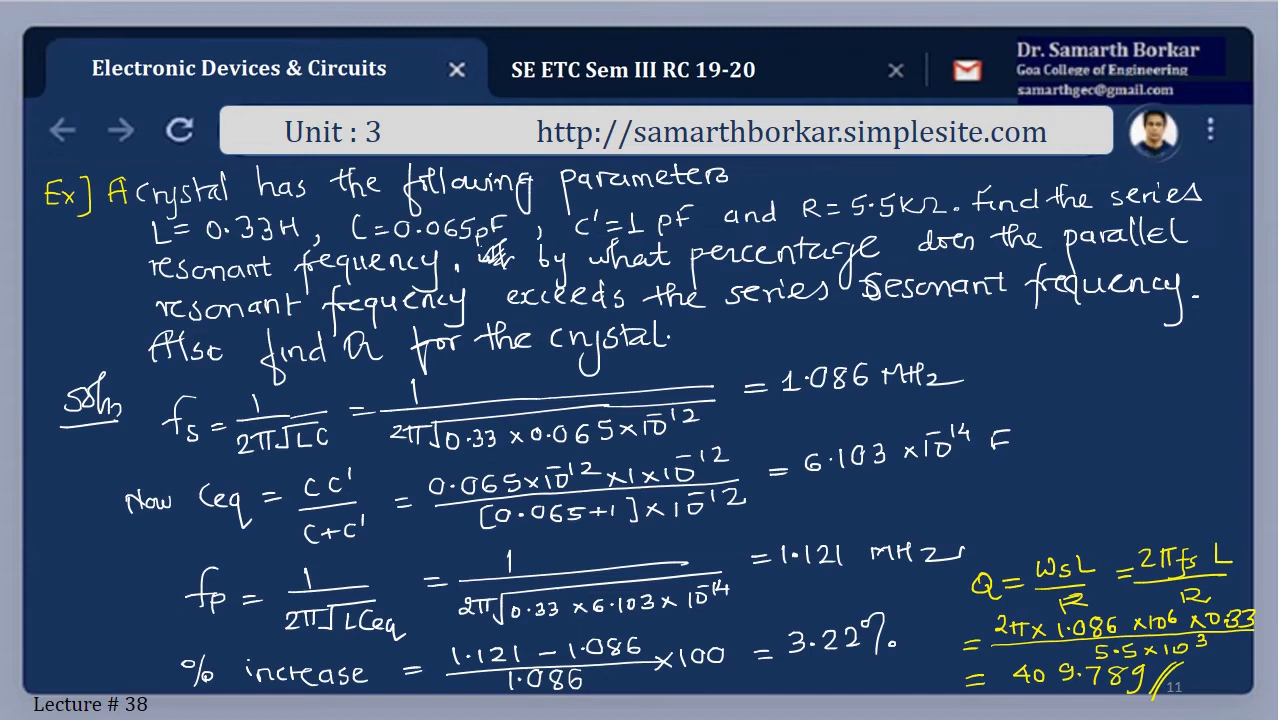 Electronic Devices & Circuits
SE ETC Sem III RC 19-20
Dr. Samarth Borkar
Goa College of Engineering
samarthgec@gmail.com
Unit : 3
http://samarthborkar.simplesite.com
Ex] A Crystal has the following parameters
L = 0.33H, C = 0.065pF, C' = 1 pF and R = 5.5KΩ. Find the series
resonant frequency, by what percentage does the parallel
resonant frequency exceeds the series resonant frequency.
Also find Q for the crystal.
Soln fs = 1/2π√LC = 1/2π√0.33 × 0.065 × 10^-12 = 1.086 MHz
Now Ceq = CC'/C+C' = 0.065×10^-12 × 1×10^-12/[0.065+1] × 10^-12 = 6.103 × 10^-14 F
fp = 1/2π√LCeq = 1/2π√0.33 × 6.103 × 10^-14 = 1.121 MHz
% increase = 1.121 − 1.086/1.086 × 100 = 3.22%
Q = ωsL/R = 2πfs L/R
= 2π × 1.086 × 10^6 × 0.33/5.5×10^3
= 409.789//
11
Lecture # 38